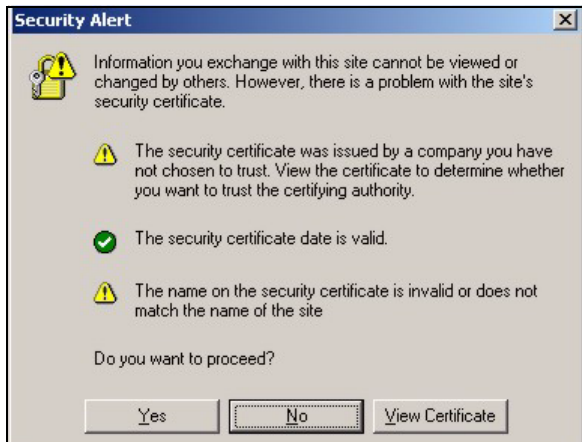 Security Alert
Information you exchange with this site cannot be viewed or
changed by others. However, there is a problem with the site's
security certificate.
The security certificate was issued by a company you have
not chosen to trust. View the certificate to determine whether
you want to trust the certifying authority.
The security certificate date is valid.
The name on the security certificate is invalid or does not
match the name of the site
Do you want to proceed?
Yes No View Certificate